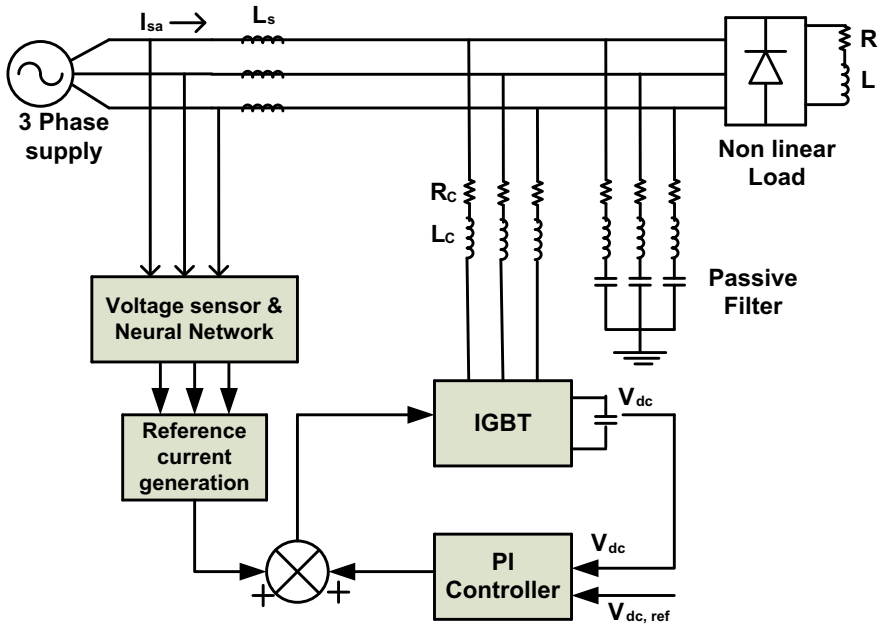 Isa
Ls
3 Phase
supply
R
L
Non linear
Load
RC
LC
Passive
Filter
Voltage sensor &
Neural Network
Reference
current
generation
IGBT
Vdc
+
+
PI
Controller
Vdc
Vdc, ref